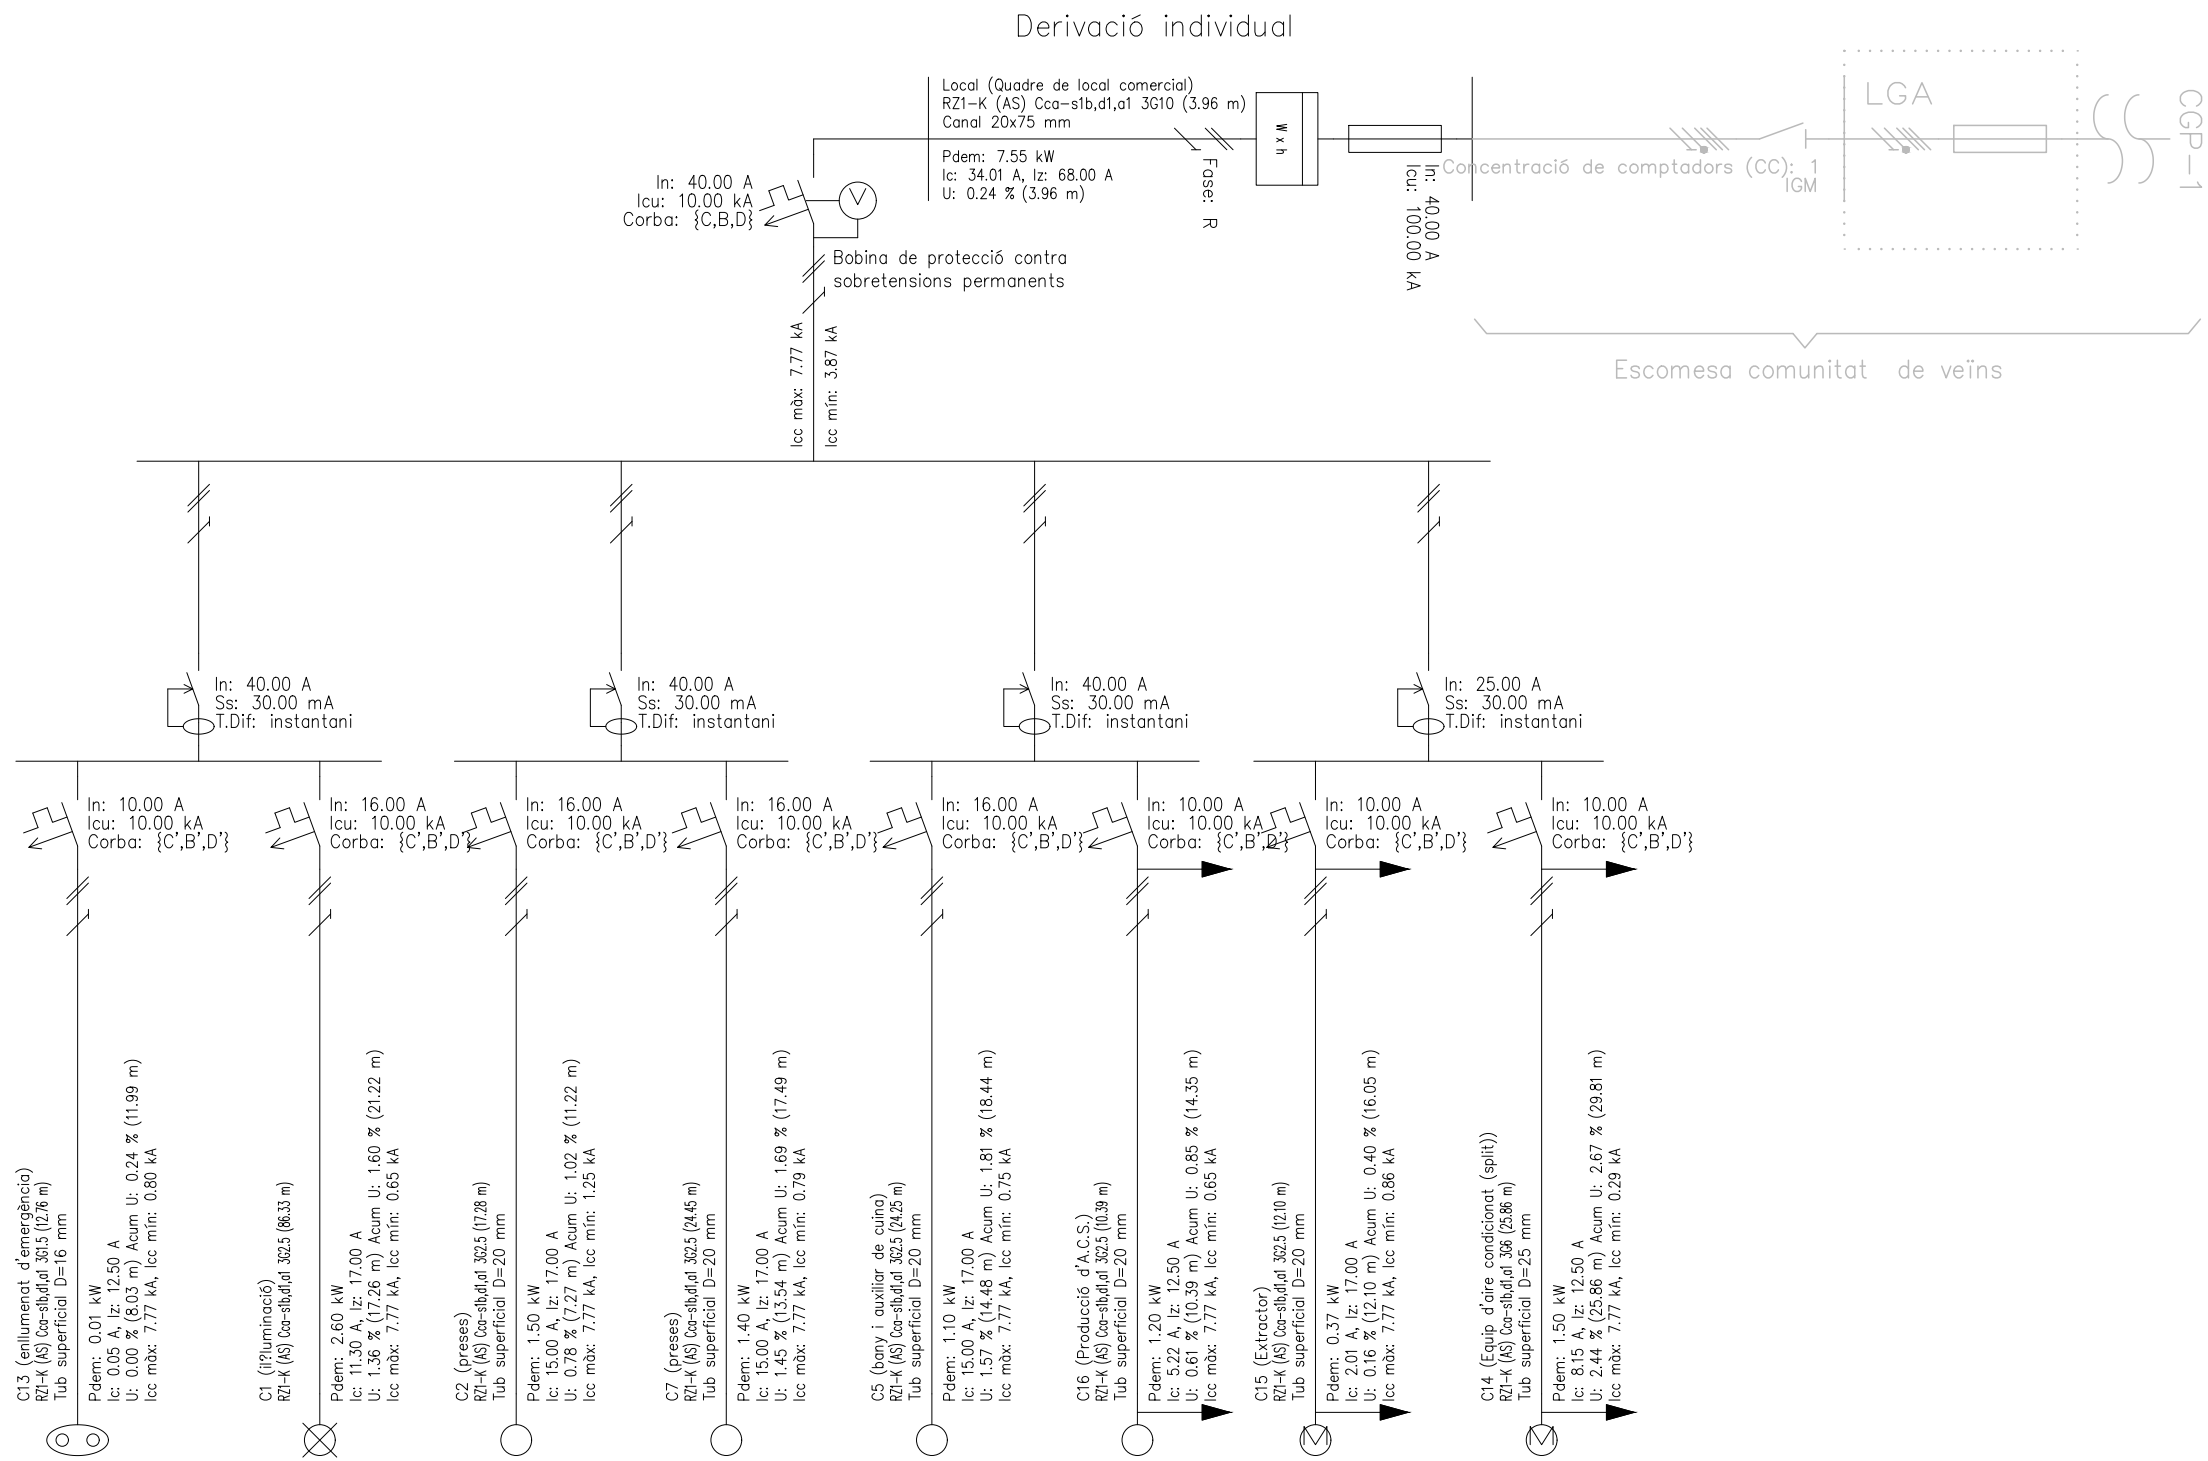 Derivació individual
Local (Quadre de local comercial)
RZ1-K (AS) Cca-s1b,d1,a1 3G10 (3.96 m)
Canal 20x75 mm
Pdem: 7.55 kW
Ic: 34.01 A, Iz: 68.00 A
U: 0.24 % (3.96 m)
Fase: R
W x h
In: 40.00 A
Icu: 100.00 kA
Concentració de comptadors (CC): 1
IGM
LGA
CGP-1
Escomesa comunitat de veïns
In: 40.00 A
Icu: 10.00 kA
Corba: {C,B,D}
V
Bobina de protecció contra
sobretensions permanents
Icc màx: 7.77 kA
Icc mín: 3.87 kA
In: 40.00 A
Ss: 30.00 mA
T.Dif: instantani
In: 40.00 A
Ss: 30.00 mA
T.Dif: instantani
In: 40.00 A
Ss: 30.00 mA
T.Dif: instantani
In: 25.00 A
Ss: 30.00 mA
T.Dif: instantani
In: 10.00 A
Icu: 10.00 kA
Corba: {C',B',D'}
In: 16.00 A
Icu: 10.00 kA
Corba: {C',B',D'}
In: 16.00 A
Icu: 10.00 kA
Corba: {C',B',D'}
In: 16.00 A
Icu: 10.00 kA
Corba: {C',B',D'}
In: 16.00 A
Icu: 10.00 kA
Corba: {C',B',D'}
In: 10.00 A
Icu: 10.00 kA
Corba: {C',B',D'}
In: 10.00 A
Icu: 10.00 kA
Corba: {C',B',D'}
In: 10.00 A
Icu: 10.00 kA
Corba: {C',B',D'}
C13 (enllumenat d'emergència)
RZ1-K (AS) Cca-s1b,d1,a1 3G1.5 (12.76 m)
Tub superficial D=16 mm
Pdem: 0.01 kW
Ic: 0.05 A, Iz: 12.50 A
U: 0.00 % (8.03 m) Acum U: 0.24 % (11.99 m)
Icc màx: 7.77 kA, Icc mín: 0.80 kA
C1 (il?luminació)
RZ1-K (AS) Cca-s1b,d1,a1 3G2.5 (86.33 m)
Pdem: 2.60 kW
Ic: 11.30 A, Iz: 17.00 A
U: 1.36 % (17.26 m) Acum U: 1.60 % (21.22 m)
Icc màx: 7.77 kA, Icc mín: 0.65 kA
C2 (preses)
RZ1-K (AS) Cca-s1b,d1,a1 3G2.5 (17.28 m)
Tub superficial D=20 mm
Pdem: 1.50 kW
Ic: 15.00 A, Iz: 17.00 A
U: 0.78 % (7.27 m) Acum U: 1.02 % (11.22 m)
Icc màx: 7.77 kA, Icc mín: 1.25 kA
C7 (preses)
RZ1-K (AS) Cca-s1b,d1,a1 3G2.5 (24.45 m)
Tub superficial D=20 mm
Pdem: 1.40 kW
Ic: 15.00 A, Iz: 17.00 A
U: 1.45 % (13.54 m) Acum U: 1.69 % (17.49 m)
Icc màx: 7.77 kA, Icc mín: 0.79 kA
C5 (bany i auxiliar de cuina)
RZ1-K (AS) Cca-s1b,d1,a1 3G2.5 (24.25 m)
Tub superficial D=20 mm
Pdem: 1.10 kW
Ic: 15.00 A, Iz: 17.00 A
U: 1.57 % (14.48 m) Acum U: 1.81 % (18.44 m)
Icc màx: 7.77 kA, Icc mín: 0.75 kA
C16 (Producció d'A.C.S.)
RZ1-K (AS) Cca-s1b,d1,a1 3G2.5 (10.39 m)
Tub superficial D=20 mm
Pdem: 1.20 kW
Ic: 5.22 A, Iz: 12.50 A
U: 0.61 % (10.39 m) Acum U: 0.85 % (14.35 m)
Icc màx: 7.77 kA, Icc mín: 0.65 kA
C15 (Extractor)
RZ1-K (AS) Cca-s1b,d1,a1 3G2.5 (12.10 m)
Tub superficial D=20 mm
Pdem: 0.37 kW
Ic: 2.01 A, Iz: 17.00 A
U: 0.16 % (12.10 m) Acum U: 0.40 % (16.05 m)
Icc màx: 7.77 kA, Icc mín: 0.86 kA
C14 (Equip d'aire condicionat (split))
RZ1-K (AS) Cca-s1b,d1,a1 3G6 (25.86 m)
Tub superficial D=25 mm
Pdem: 1.50 kW
Ic: 8.15 A, Iz: 12.50 A
U: 2.44 % (25.86 m) Acum U: 2.67 % (29.81 m)
Icc màx: 7.77 kA, Icc mín: 0.29 kA
M
M